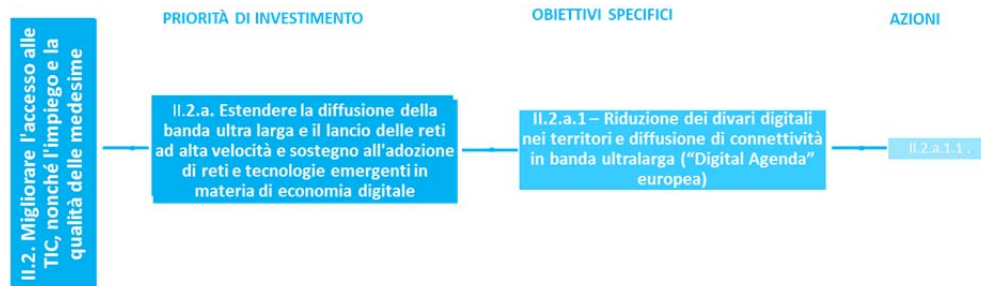 PRIORITÀ DI INVESTIMENTO
OBIETTIVI SPECIFICI
AZIONI
II.2. Migliorare l'accesso alle
TIC, nonché l'impiego e la
qualità delle medesime
II.2.a. Estendere la diffusione della
banda ultra larga e il lancio delle reti
ad alta velocità e sostegno all'adozione
di reti e tecnologie emergenti in
materia di economia digitale
II.2.a.1 – Riduzione dei divari digitali
nei territori e diffusione di connettività
in banda ultralarga (“Digital Agenda”
europea)
II.2.a.1.1 .